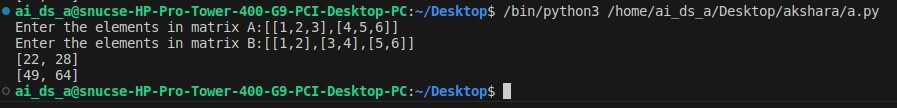 ai_ds_a@snucse-HP-Pro-Tower-400-G9-PCI-Desktop-PC:~/Desktop$ /bin/python3 /home/ai_ds_a/Desktop/akshara/a.py
Enter the elements in matrix A:[[1,2,3],[4,5,6]]
Enter the elements in matrix B:[[1,2],[3,4],[5,6]]
[22, 28]
[49, 64]
ai_ds_a@snucse-HP-Pro-Tower-400-G9-PCI-Desktop-PC:~/Desktop$